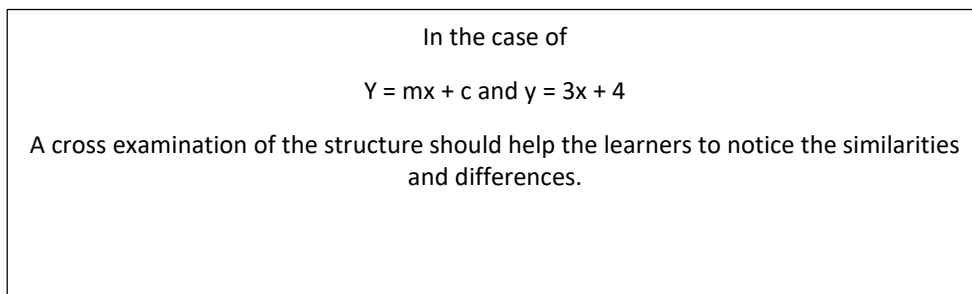 In the case of
Y = mx + c and y = 3x + 4
A cross examination of the structure should help the learners to notice the similarities
and differences.